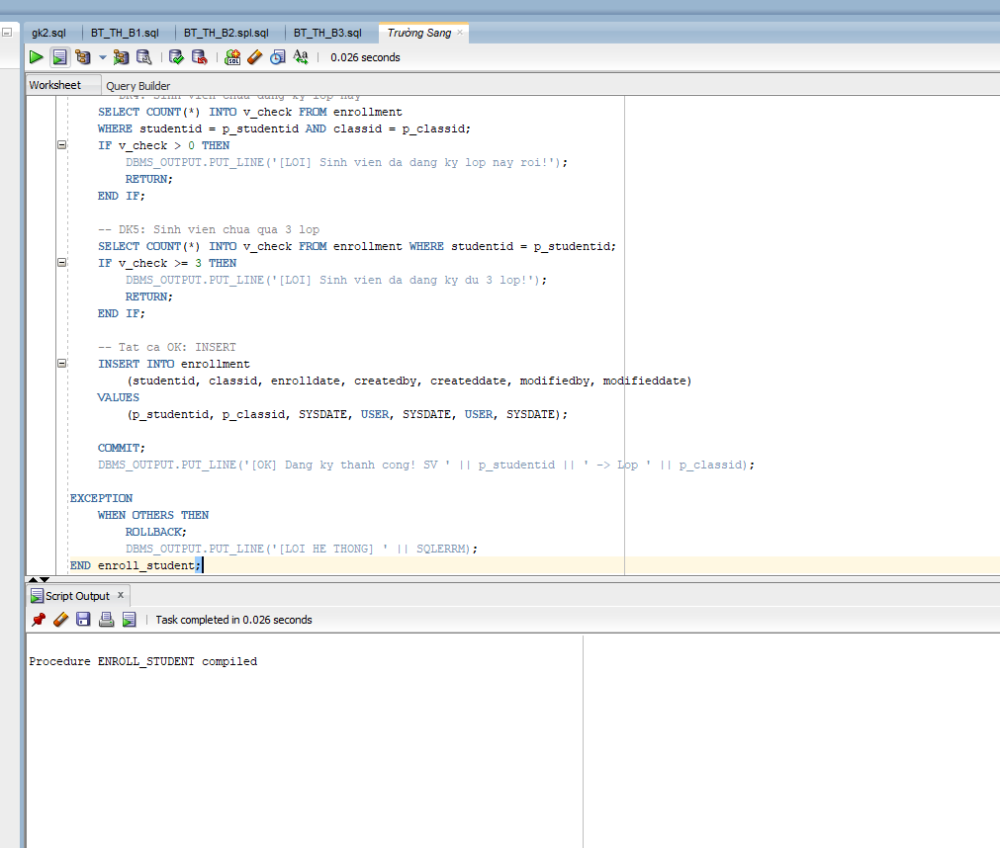 gk2.sql BT_TH_B1.sql BT_TH_B2.spl.sql BT_TH_B3.sql Trường Sang
0.026 seconds
Worksheet Query Builder
-- DK4: Sinh vien chua dang ky lop nay
SELECT COUNT(*) INTO v_check FROM enrollment
WHERE studentid = p_studentid AND classid = p_classid;
IF v_check > 0 THEN
DBMS_OUTPUT.PUT_LINE('[LOI] Sinh vien da dang ky lop nay roi!');
RETURN;
END IF;
-- DK5: Sinh vien chua qua 3 lop
SELECT COUNT(*) INTO v_check FROM enrollment WHERE studentid = p_studentid;
IF v_check >= 3 THEN
DBMS_OUTPUT.PUT_LINE('[LOI] Sinh vien da dang ky du 3 lop!');
RETURN;
END IF;
-- Tat ca OK: INSERT
INSERT INTO enrollment
(studentid, classid, enrolldate, createdby, createddate, modifiedby, modifieddate)
VALUES
(p_studentid, p_classid, SYSDATE, USER, SYSDATE, USER, SYSDATE);
COMMIT;
DBMS_OUTPUT.PUT_LINE('[OK] Dang ky thanh cong! SV ' || p_studentid || ' -> Lop ' || p_classid);
EXCEPTION
WHEN OTHERS THEN
ROLLBACK;
DBMS_OUTPUT.PUT_LINE('[LOI HE THONG] ' || SQLERRM);
END enroll_student;
Script Output x
Task completed in 0.026 seconds
Procedure ENROLL_STUDENT compiled